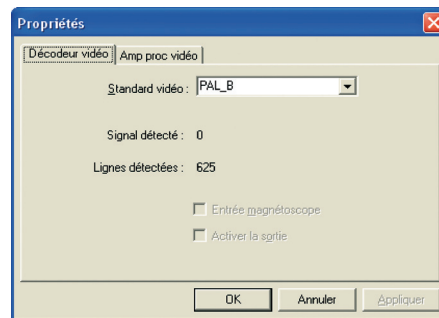 Propriétés
Décodeur vidéo Amp proc vidéo
Standard vidéo : PAL_B
Signal détecté : 0
Lignes détectées : 625
Entrée magnétoscope
Activer la sortie
OK Annuler Appliquer